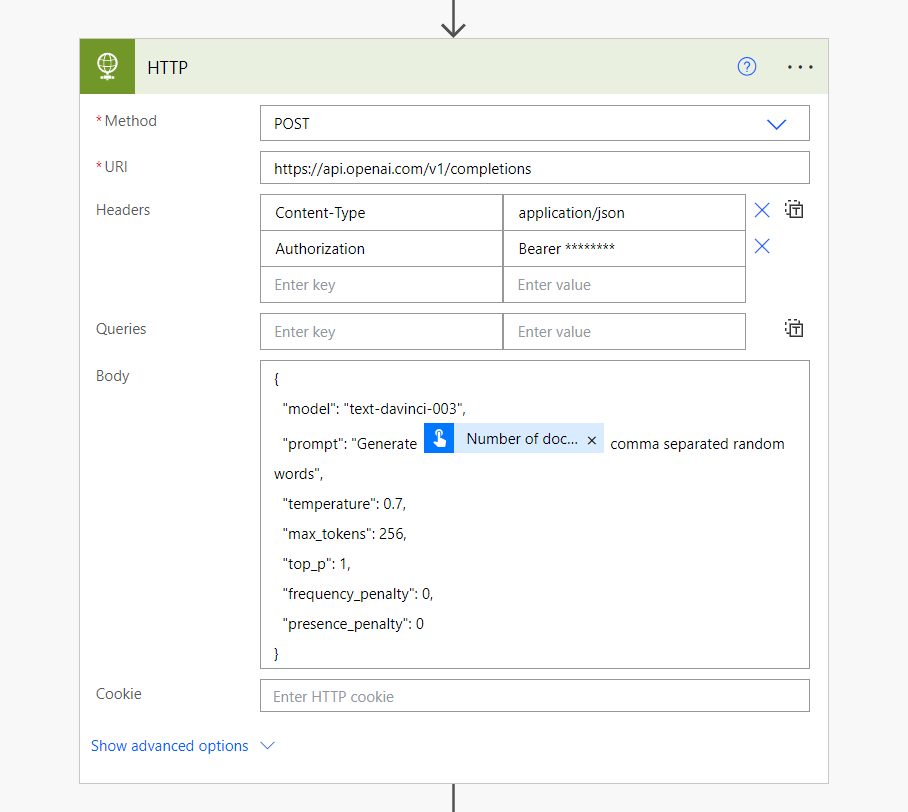 HTTP
* Method
POST
* URI
https://api.openai.com/v1/completions
Headers
Content-Type
application/json
Authorization
Bearer ********
Enter key
Enter value
Queries
Enter key
Enter value
Body
{
"model": "text-davinci-003",
"prompt": "Generate Number of doc... × comma separated random
words",
"temperature": 0.7,
"max_tokens": 256,
"top_p": 1,
"frequency_penalty": 0,
"presence_penalty": 0
}
Cookie
Enter HTTP cookie
Show advanced options